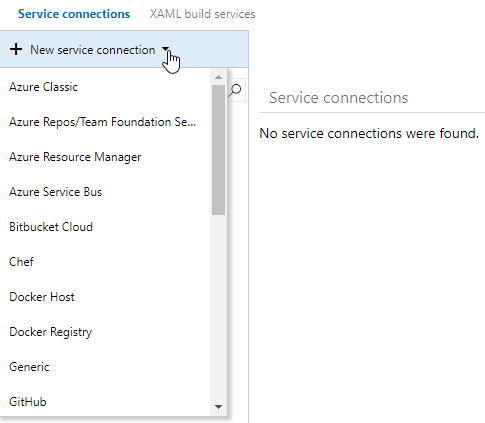 Service connections XAML build services
+ New service connection
Azure Classic
Azure Repos/Team Foundation Se...
Azure Resource Manager
Azure Service Bus
Bitbucket Cloud
Chef
Docker Host
Docker Registry
Generic
GitHub
Service connections
No service connections were found.